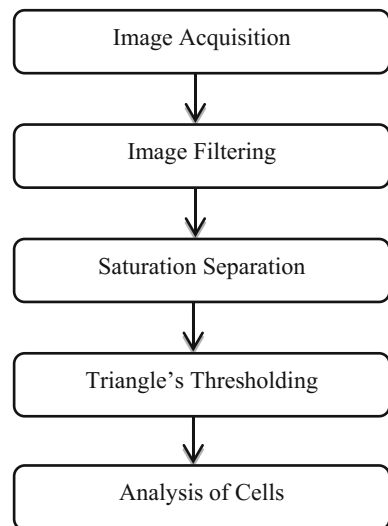 Image Acquisition
Image Filtering
Saturation Separation
Triangle’s Thresholding
Analysis of Cells